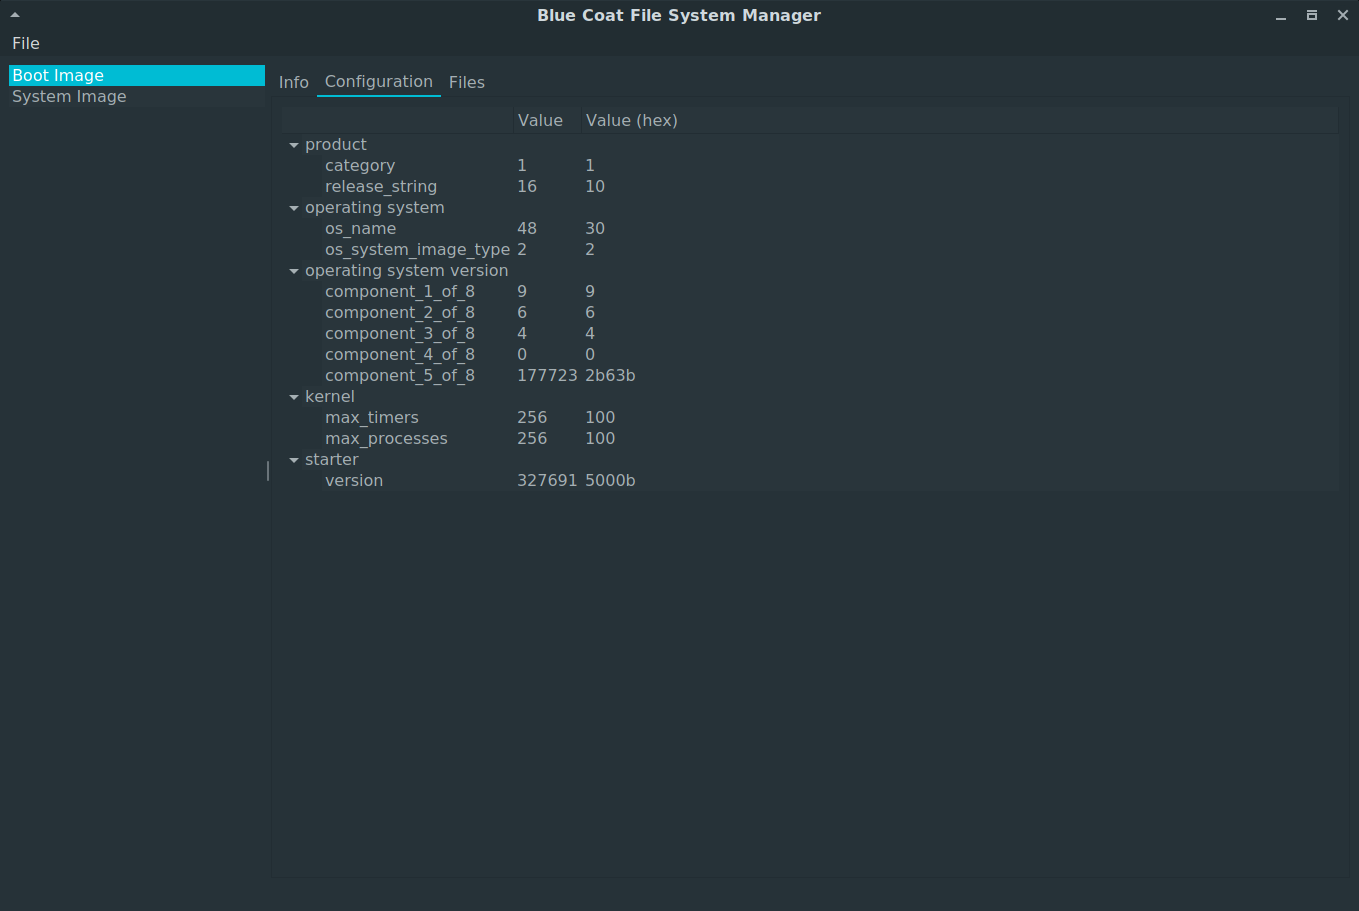 Blue Coat File System Manager
File
Boot Image
System Image
Info Configuration Files
Value Value (hex)
product
category 1 1
release_string 16 10
operating system
os_name 48 30
os_system_image_type 2 2
operating system version
component_1_of_8 9 9
component_2_of_8 6 6
component_3_of_8 4 4
component_4_of_8 0 0
component_5_of_8 177723 2b63b
kernel
max_timers 256 100
max_processes 256 100
starter
version 327691 5000b